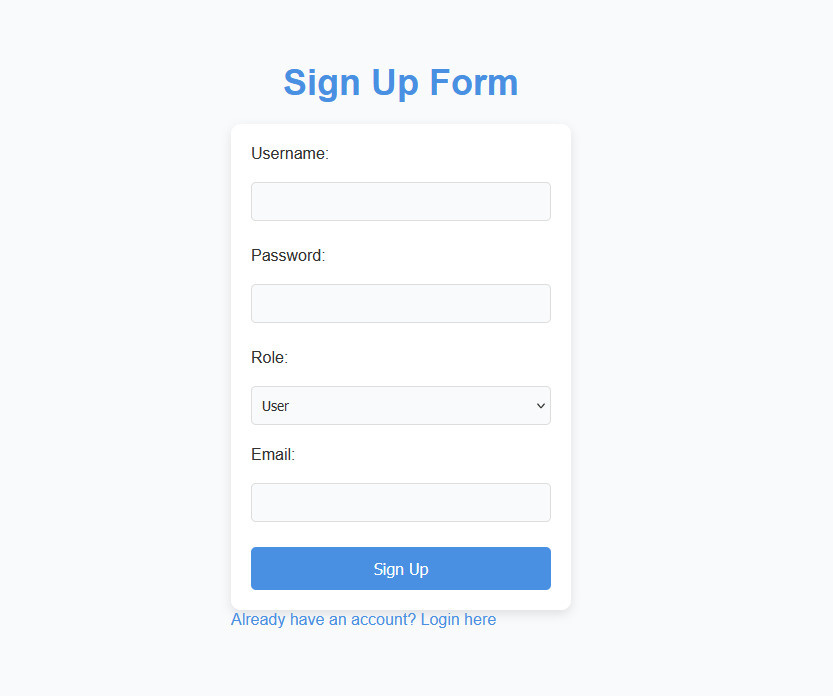 Sign Up Form
Username:
Password:
Role:
User
Email:
Sign Up
Already have an account? Login here